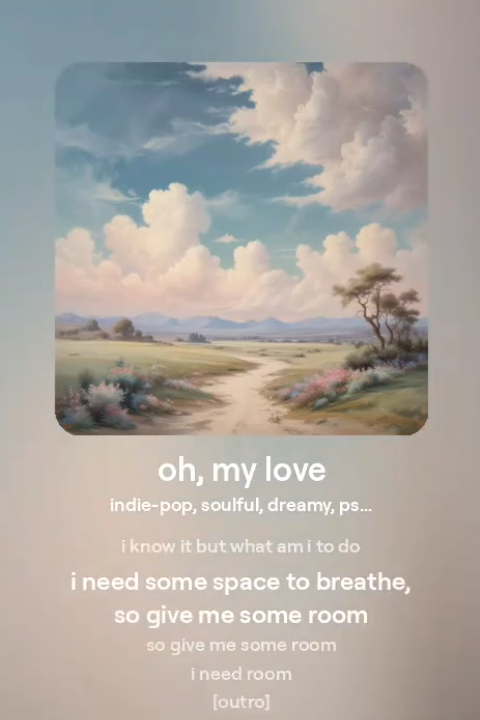 oh, my love
indie-pop, soulful, dreamy, ps...
i know it but what am i to do
i need some space to breathe,
so give me some room
so give me some room
i need room
[outro]